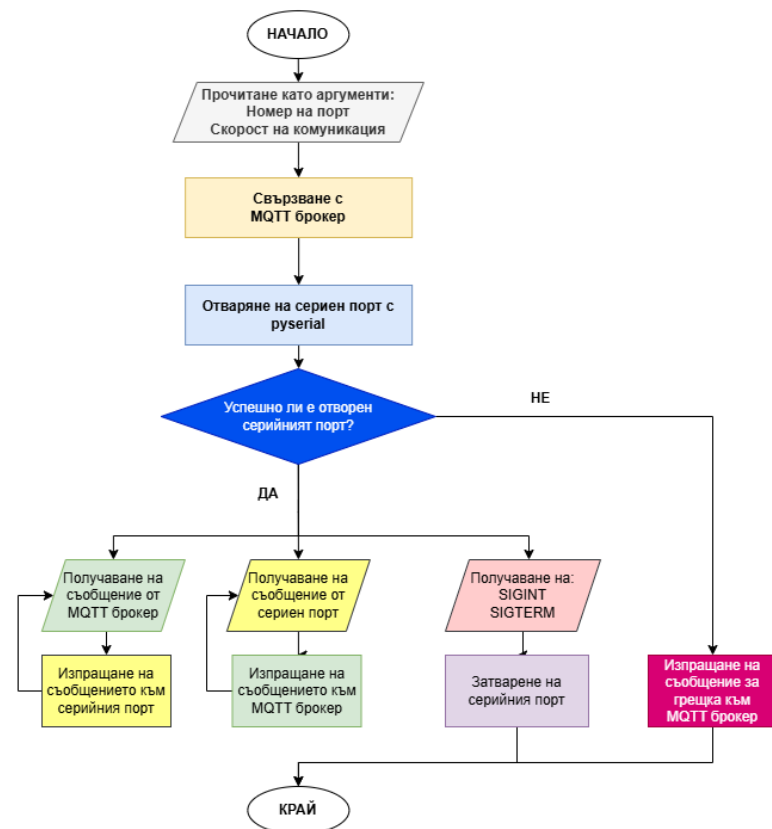 НАЧАЛО
Прочитане като аргументи:
Номер на порт
Скорост на комуникация
Свързване с
MQTT брокер
Отваряне на сериен порт с
pyserial
Успешно ли е отворен
серийният порт?
НЕ
ДА
Получаване на
съобщение от
MQTT брокер
Получаване на
съобщение от
сериен порт
Получаване на:
SIGINT
SIGTERM
Изпращане на
съобщението към
серийния порт
Изпращане на
съобщението към
MQTT брокер
Затварене на
серийния порт
Изпращане на
съобщение за
грещка към
MQTT брокер
КРАЙ